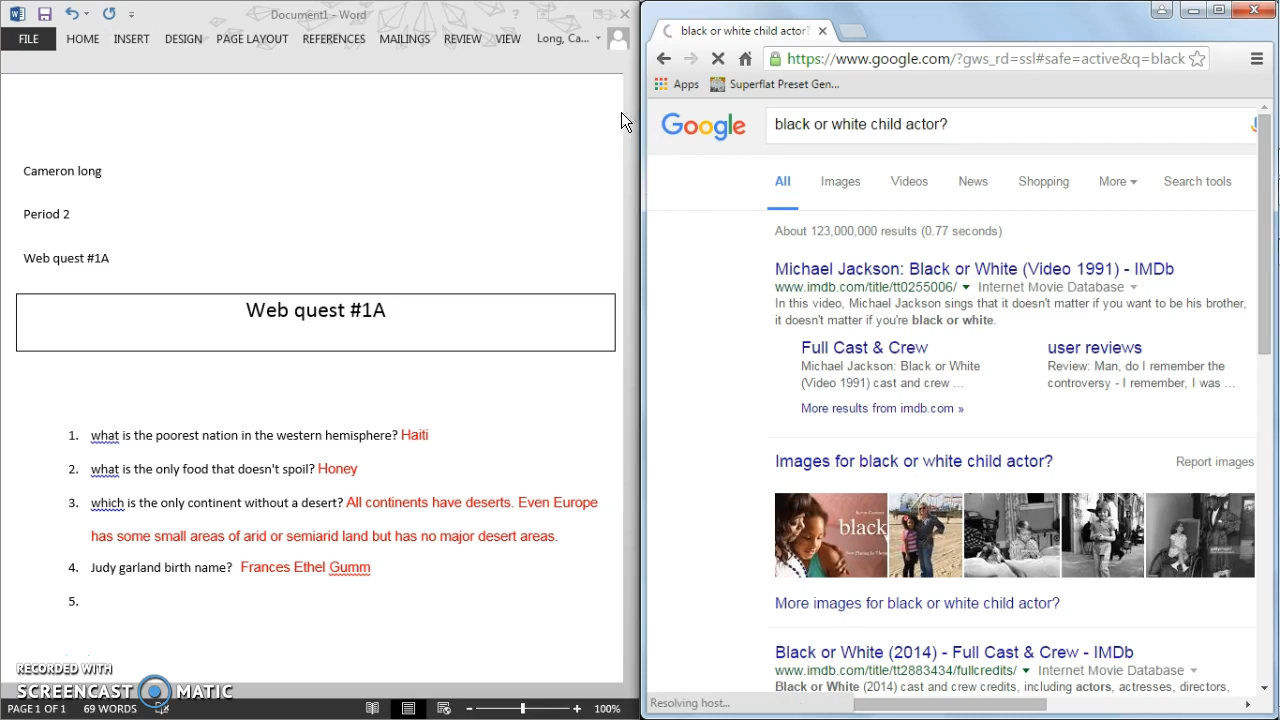 Document1 - Word
FILE HOME INSERT DESIGN PAGE LAYOUT REFERENCES MAILINGS REVIEW VIEW Long, Ca...
Cameron long
Period 2
Web quest #1A
Web quest #1A
1. what is the poorest nation in the western hemisphere? Haiti
2. what is the only food that doesn't spoil? Honey
3. which is the only continent without a desert? All continents have deserts. Even Europe
has some small areas of arid or semiarid land but has no major desert areas.
4. Judy garland birth name? Frances Ethel Gumm
5.
RECORDED WITH
SCREENCAST MATIC
PAGE 1 OF 1 69 WORDS 100%
black or white child actor?
https://www.google.com/?gws_rd=ssl#safe=active&q=black
Apps Superflat Preset Gen...
Google black or white child actor?
All Images Videos News Shopping More Search tools
About 123,000,000 results (0.77 seconds)
Michael Jackson: Black or White (Video 1991) - IMDb
www.imdb.com/title/tt0255006/ Internet Movie Database
In this video, Michael Jackson sings that it doesn't matter if you want to be his brother,
it doesn't matter if you're black or white.
Full Cast & Crew
Michael Jackson: Black or White
(Video 1991) cast and crew ...
user reviews
Review: Man, do I remember the
controversy - I remember, I was ...
More results from imdb.com »
Images for black or white child actor? Report images
black
More images for black or white child actor?
Black or White (2014) - Full Cast & Crew - IMDb
www.imdb.com/title/tt2883434/fullcredits/ Internet Movie Database
Black or White (2014) cast and crew credits, including actors, actresses, directors,
Resolving host...